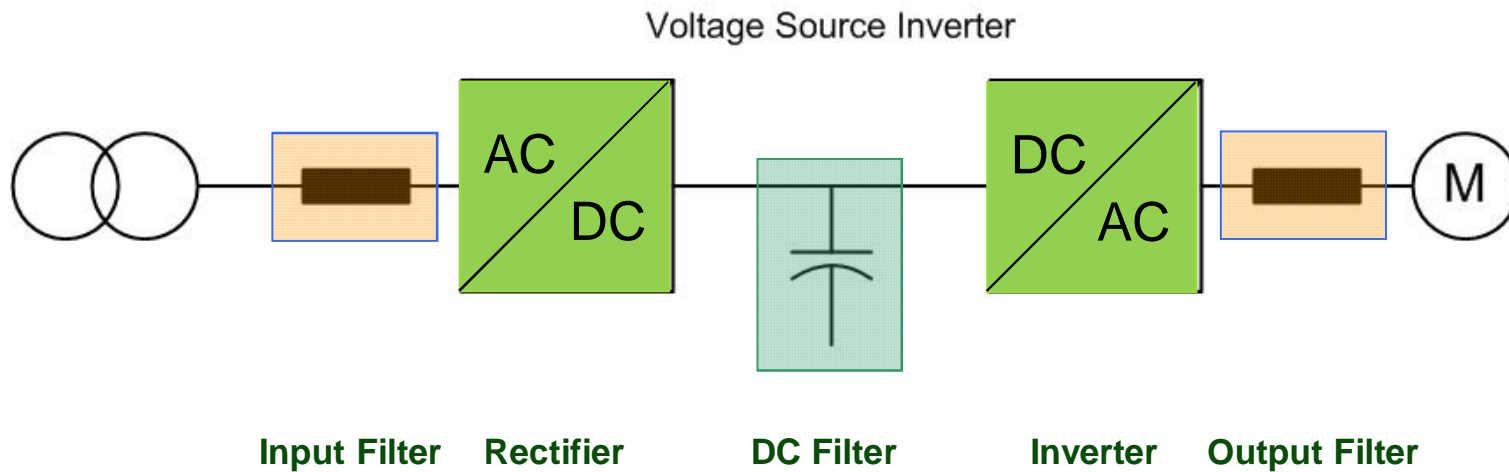 Voltage Source Inverter
AC
DC
DC
AC
M
Input Filter
Rectifier
DC Filter
Inverter
Output Filter